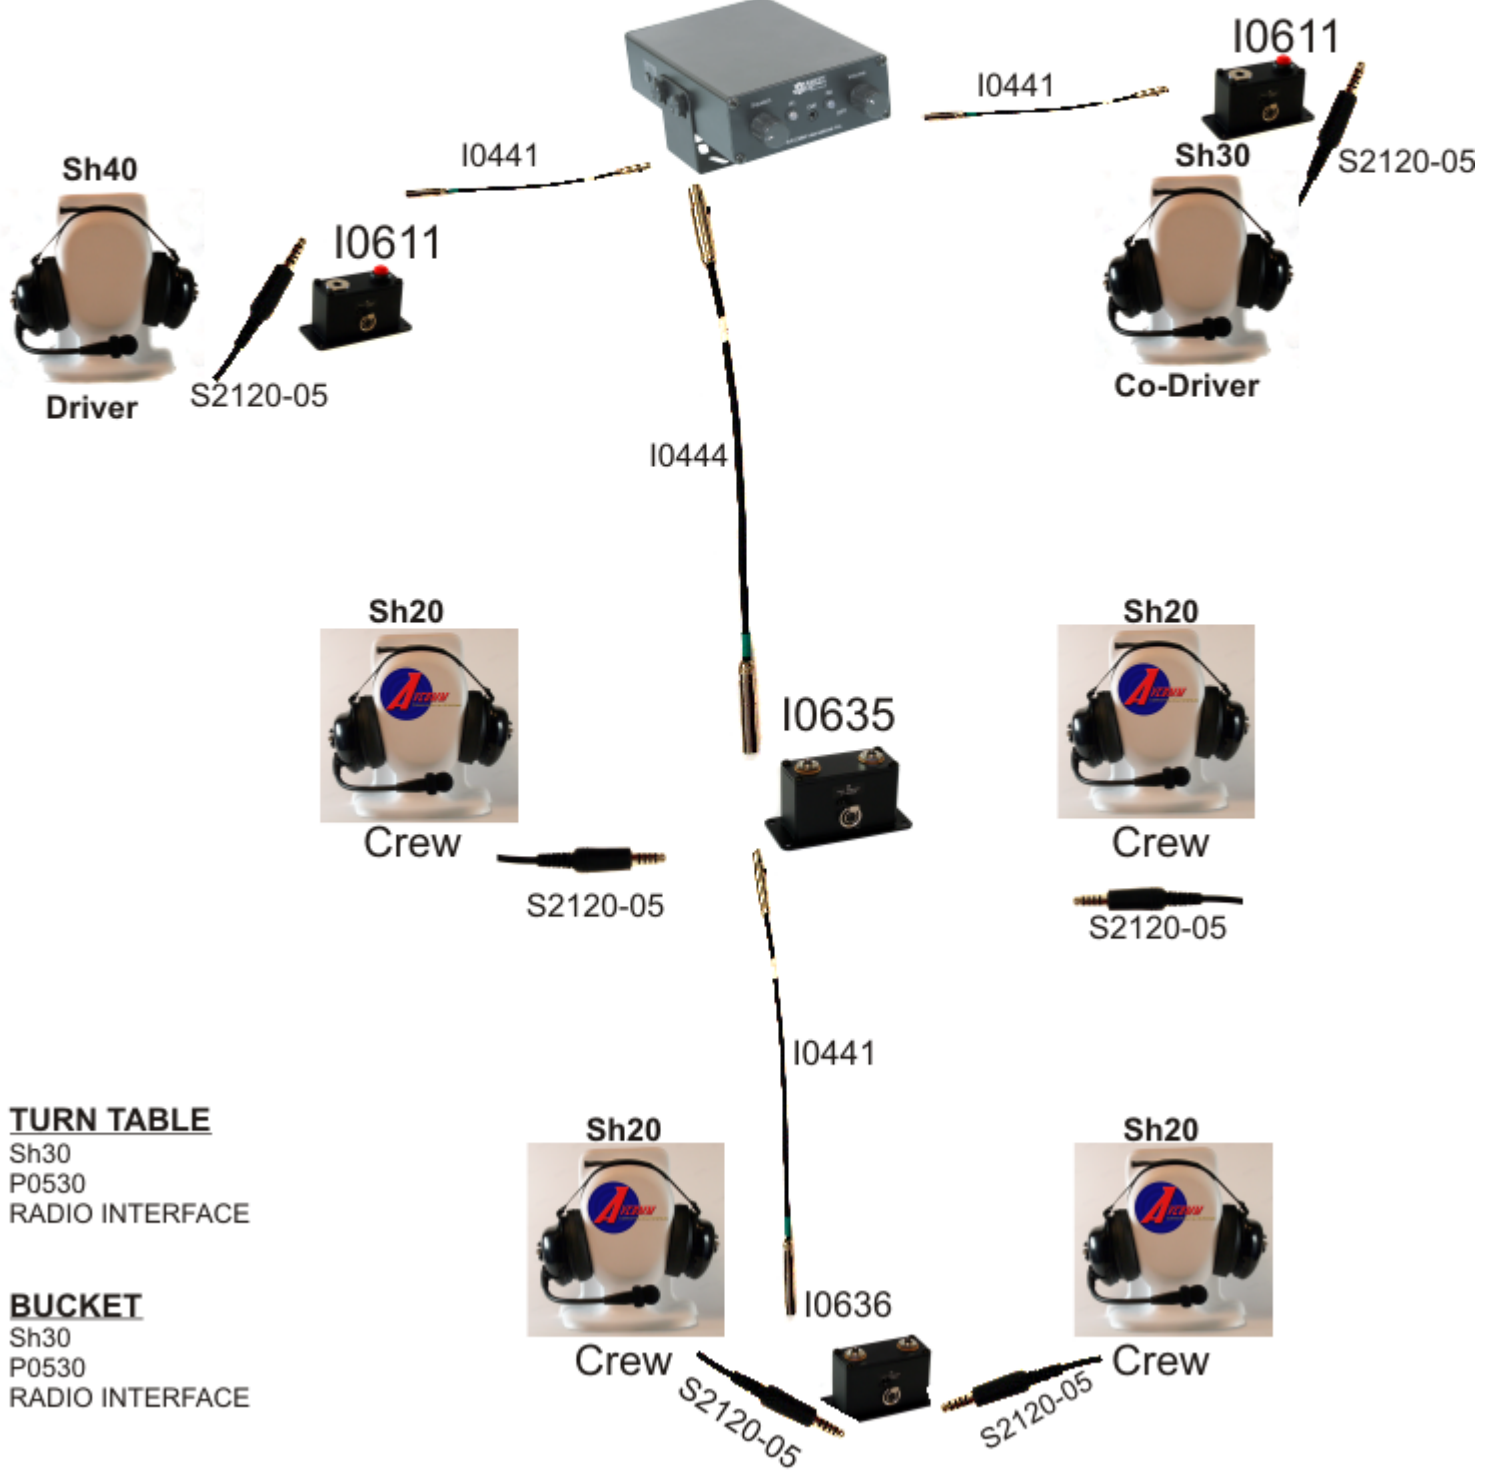 I0611
I0441
I0441
Sh40
Sh30
S2120-05
I0611
Driver
S2120-05
Co-Driver
I0444
Sh20
Sh20
I0635
Crew
Crew
S2120-05
S2120-05
I0441
TURN TABLE
Sh30
P0530
RADIO INTERFACE
Sh20
Sh20
BUCKET
Sh30
P0530
RADIO INTERFACE
I0636
Crew
Crew
S2120-05
S2120-05